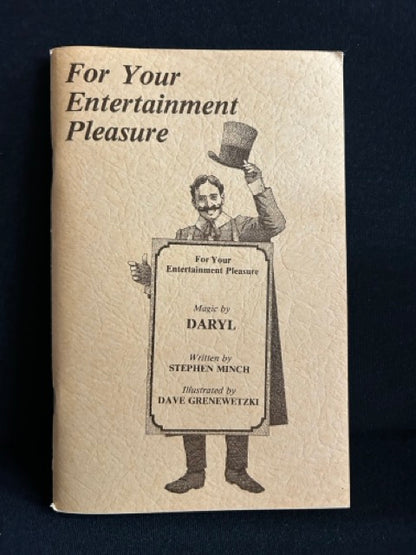 For Your
Entertainment
Pleasure
For Your
Entertainment Pleasure
Magic by
DARYL
Written by
STEPHEN MINCH
Illustrated by
DAVE GRENEWETZKI